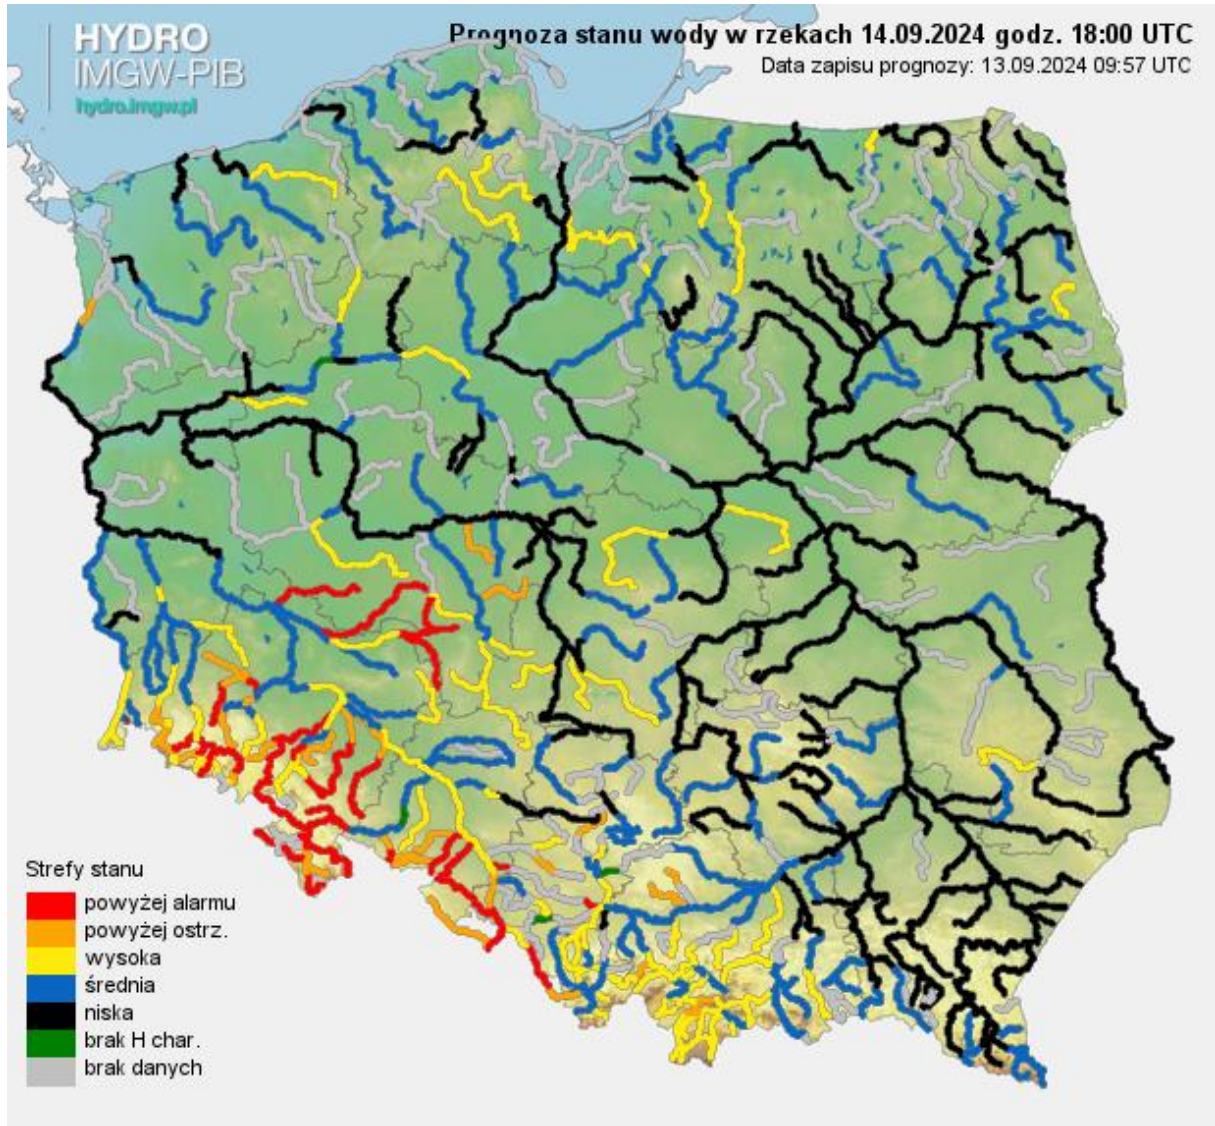 HYDRO
IMGW-PIB
hydro.imgw.pl
Prognoza stanu wody w rzekach 14.09.2024 godz. 18:00 UTC
Data zapisu prognozy: 13.09.2024 09:57 UTC
Strefy stanu
powyżej alarmu
powyżej ostrz.
wysoka
średnia
niska
brak H char.
brak danych